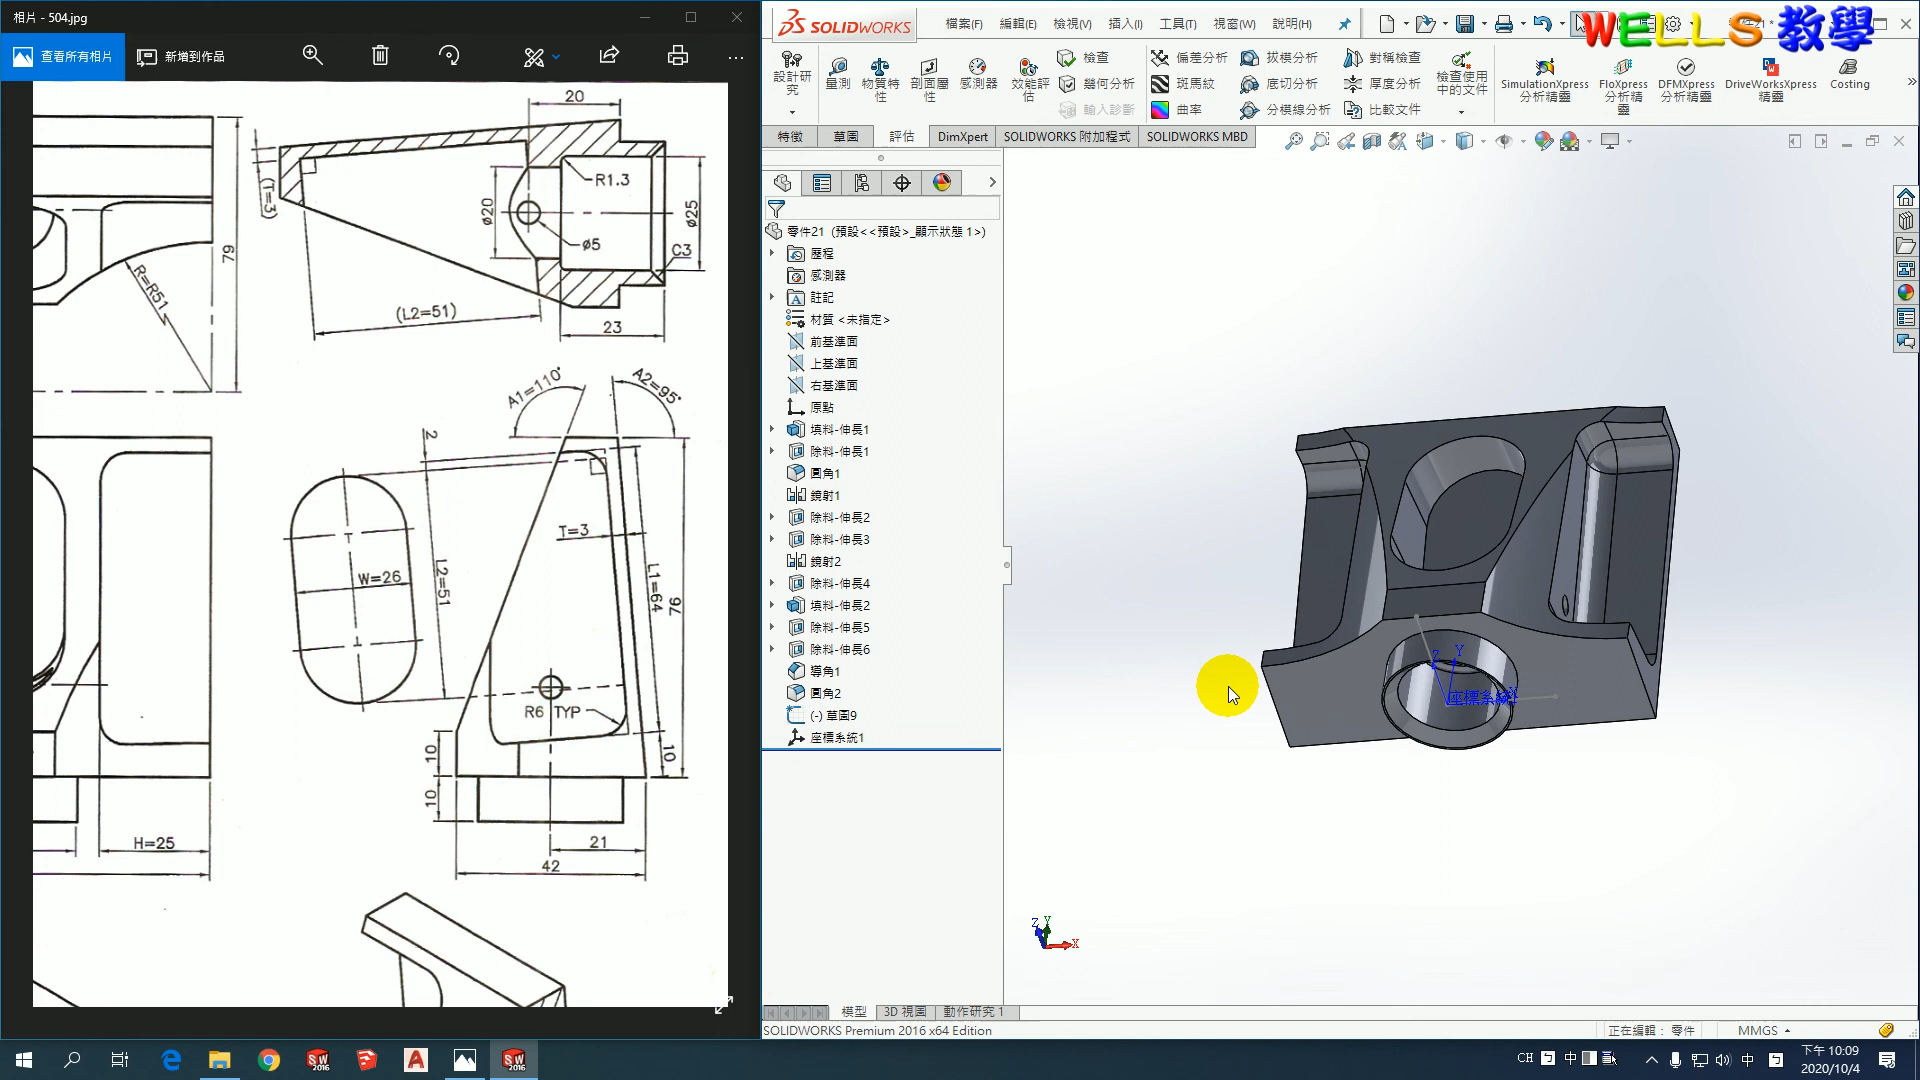 相片 - 504.jpg
查看所有相片
新增到作品
20
R1.3
ø20
ø25
ø5
C3
(T=3)
79
R=R51
(L2=51)
23
A1=110°
A2=95°
2
T=3
W=26
L2=51
L1=64
76
R6 TYP
10
10
10
21
42
H=25
SOLIDWORKS
檔案(F)
編輯(E)
檢視(V)
插入(I)
工具(T)
視窗(W)
說明(H)
WELLS 教學
設計研究
量測
物質特性
剖面屬性
感測器
效能評估
檢查
幾何分析
輸入診斷
偏差分析
斑馬紋
曲率
拔模分析
底切分析
分模線分析
對稱檢查
厚度分析
比較文件
檢查使用中的文件
SimulationXpress 分析精靈
FloXpress 分析精靈
DFMXpress 分析精靈
DriveWorksXpress 精靈
Costing
特徵
草圖
評估
DimXpert
SOLIDWORKS 附加程式
SOLIDWORKS MBD
零件21 (預設<<預設>_顯示狀態 1>)
歷程
感測器
註記
材質 <未指定>
前基準面
上基準面
右基準面
原點
填料-伸長1
除料-伸長1
圓角1
鏡射1
除料-伸長2
除料-伸長3
鏡射2
除料-伸長4
填料-伸長2
除料-伸長5
除料-伸長6
導角1
圓角2
(-) 草圖9
座標系統1
Z
Y
座標系統1
X
Z
Y
X
模型
3D 視圖
動作研究 1
SOLIDWORKS Premium 2016 x64 Edition
正在編輯： 零件
MMGS
CH
中
中
下午 10:09
2020/10/4